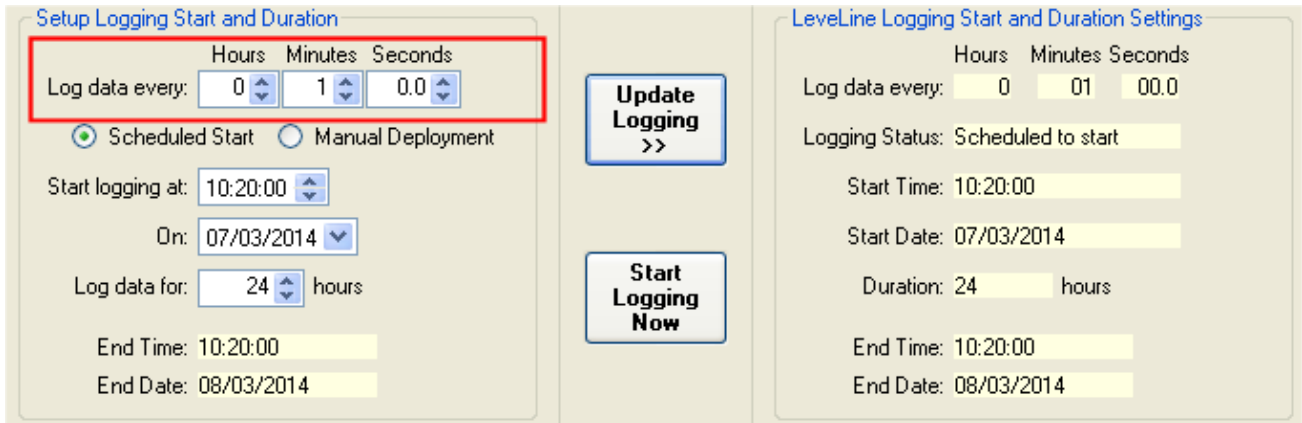 Setup Logging Start and Duration
Hours Minutes Seconds
Log data every: 0 1 0.0
Scheduled Start Manual Deployment
Start logging at: 10:20:00
On: 07/03/2014
Log data for: 24 hours
End Time: 10:20:00
End Date: 08/03/2014
Update
Logging
>>
Start
Logging
Now
LeveLine Logging Start and Duration Settings
Hours Minutes Seconds
Log data every: 0 01 00.0
Logging Status: Scheduled to start
Start Time: 10:20:00
Start Date: 07/03/2014
Duration: 24 hours
End Time: 10:20:00
End Date: 08/03/2014